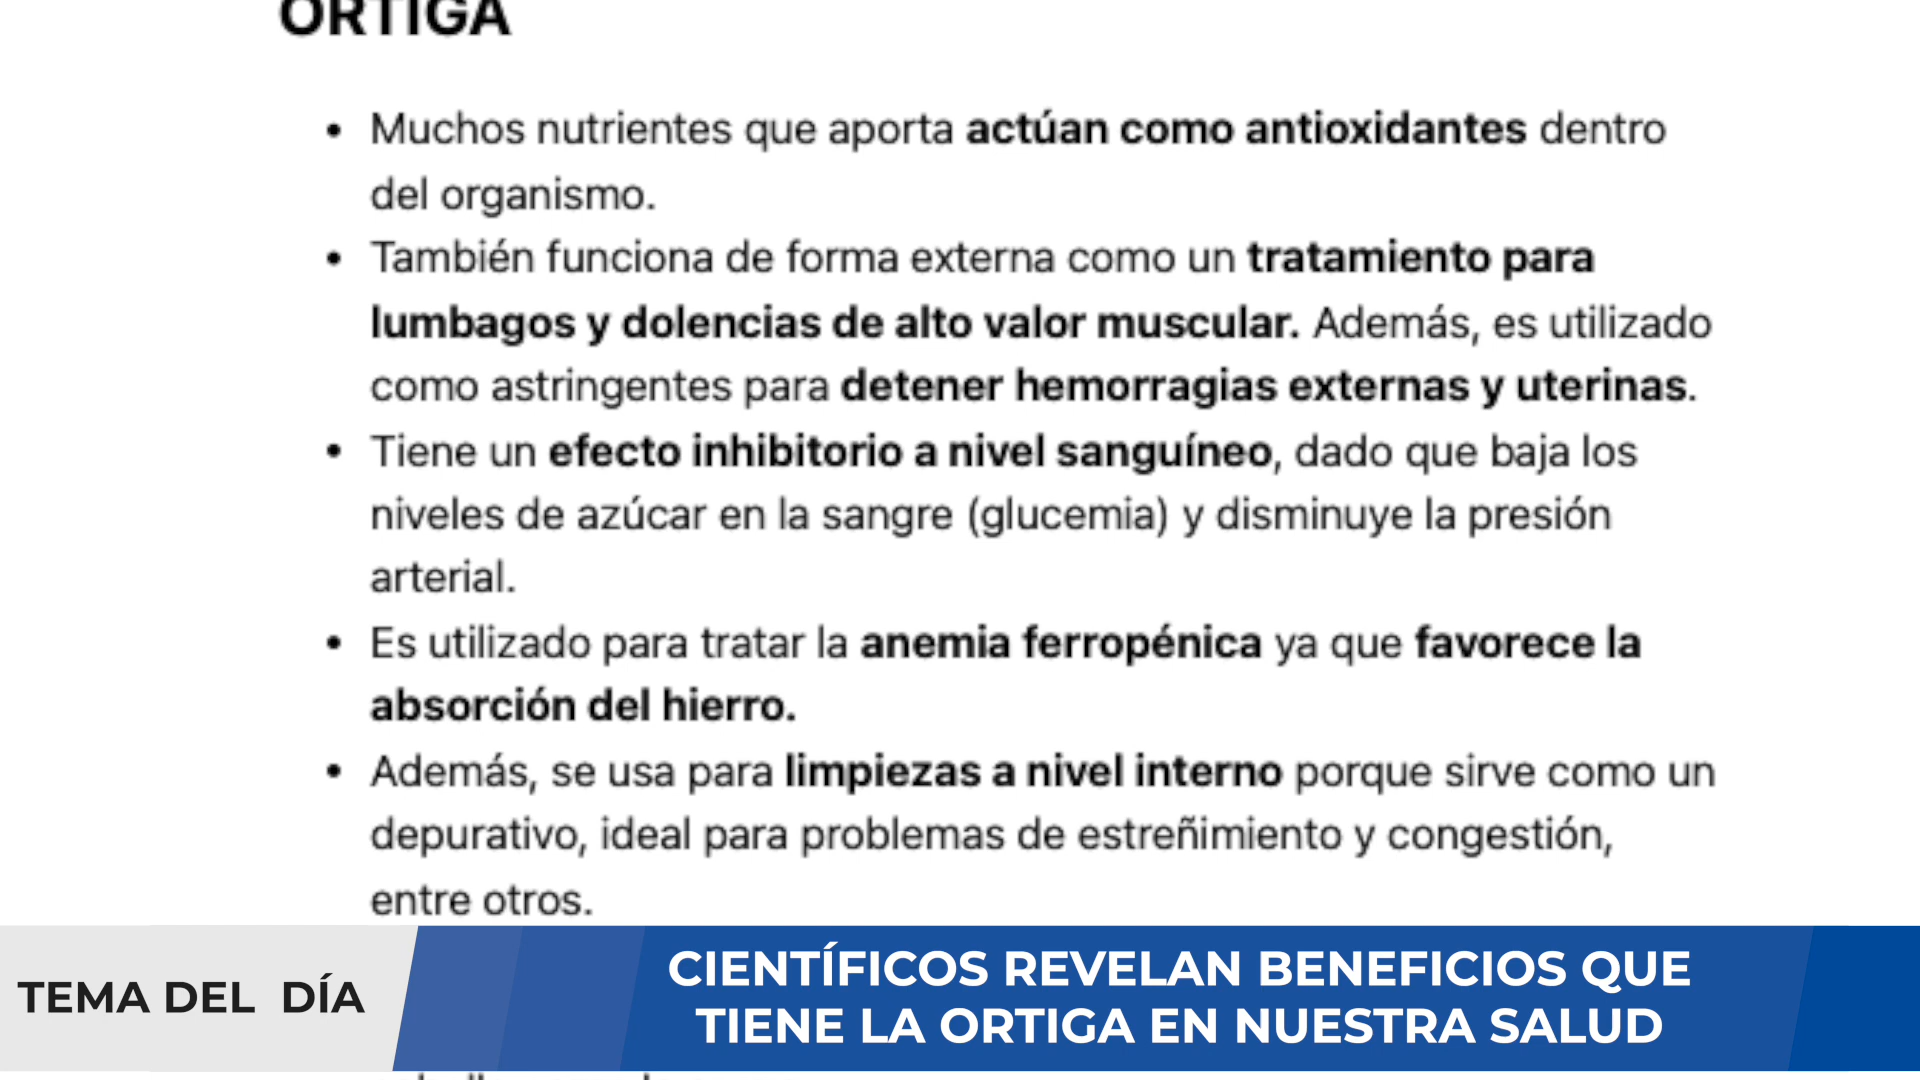 ORTIGA
• Muchos nutrientes que aporta actúan como antioxidantes dentro
del organismo.
• También funciona de forma externa como un tratamiento para
lumbagos y dolencias de alto valor muscular. Además, es utilizado
como astringentes para detener hemorragias externas y uterinas.
• Tiene un efecto inhibitorio a nivel sanguíneo, dado que baja los
niveles de azúcar en la sangre (glucemia) y disminuye la presión
arterial.
• Es utilizado para tratar la anemia ferropénica ya que favorece la
absorción del hierro.
• Además, se usa para limpiezas a nivel interno porque sirve como un
depurativo, ideal para problemas de estreñimiento y congestión,
entre otros.
TEMA DEL DÍA
CIENTÍFICOS REVELAN BENEFICIOS QUE
TIENE LA ORTIGA EN NUESTRA SALUD